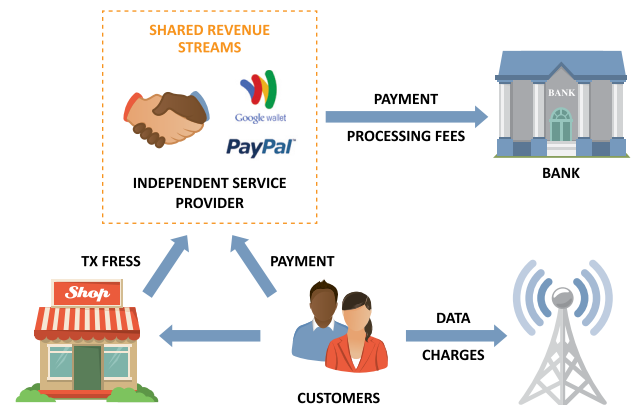 SHARED REVENUE
STREAMS
Google wallet
PayPal
INDEPENDENT SERVICE
PROVIDER
PAYMENT
PROCESSING FEES
BANK
BANK
TX FRESS
PAYMENT
Shop
DATA
CHARGES
CUSTOMERS